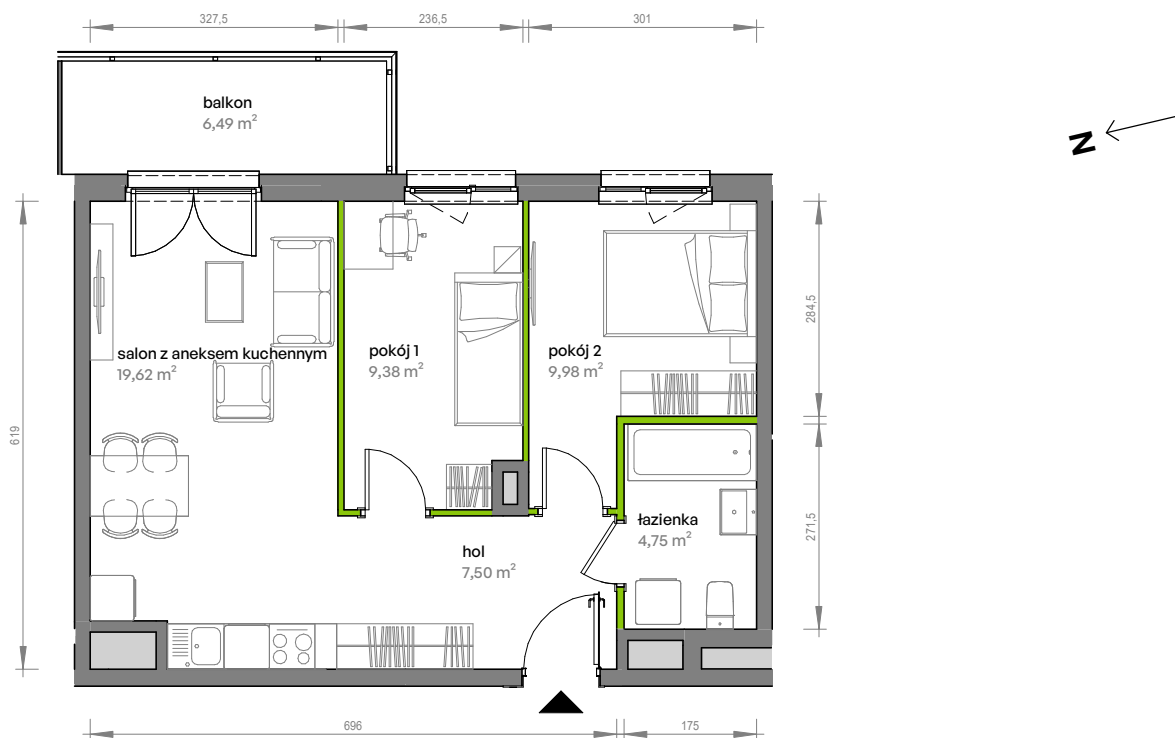 327,5
236,5
301
balkon
6,49 m²
N
salon z aneksem kuchennym
19,62 m²
pokój 1
9,38 m²
pokój 2
9,98 m²
284,5
619
łazienka
4,75 m²
271,5
hol
7,50 m²
696
175